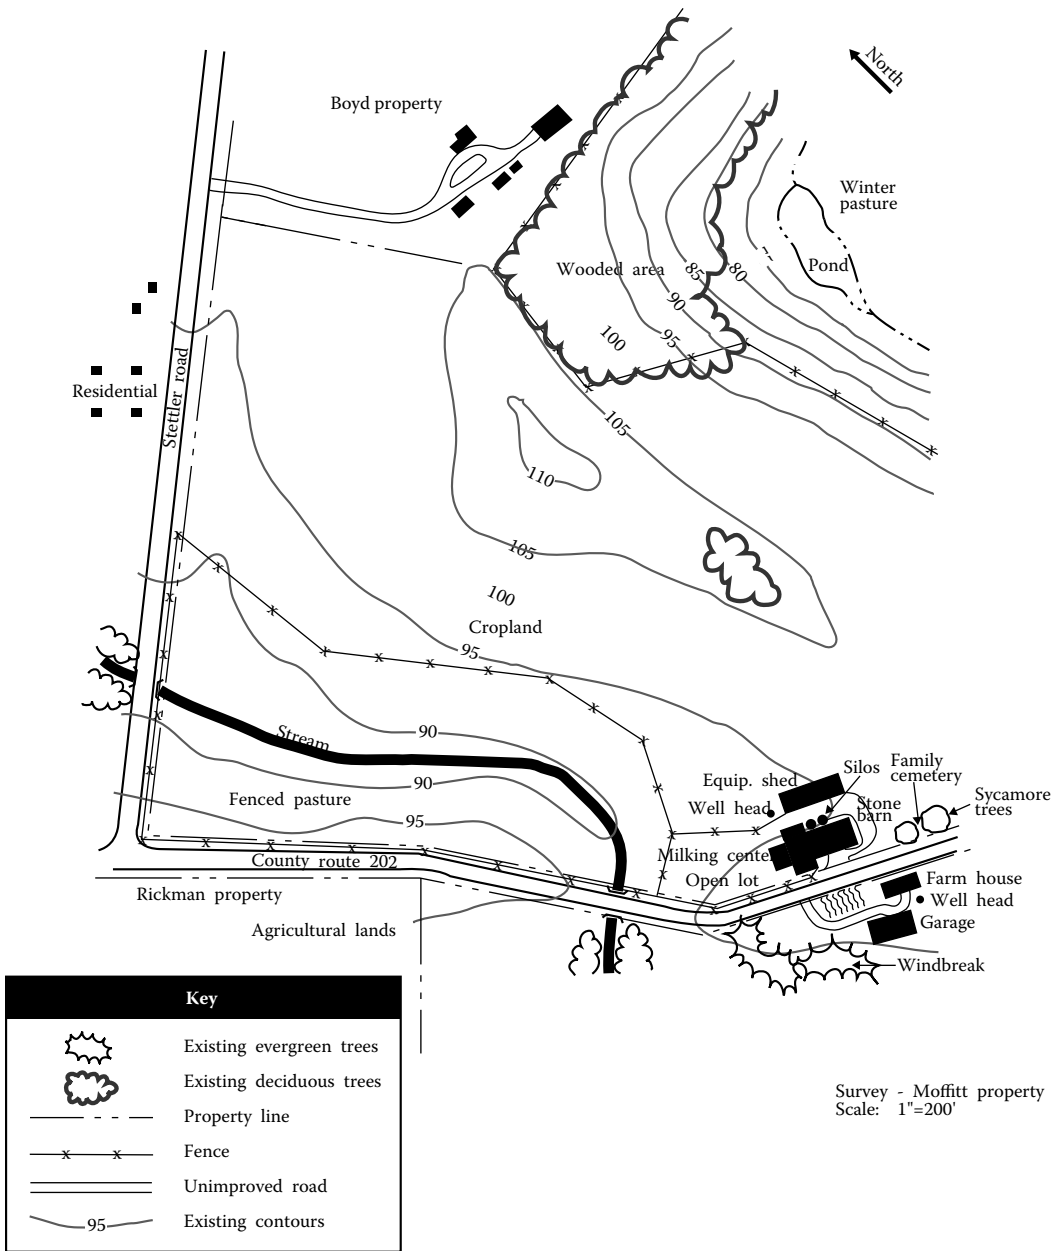 North
Boyd property
Winter
pasture
Wooded area
85
80
Pond
90
100
95
Residential
Stettler road
105
110
105
100
Cropland
95
90
Stream
90
Fenced pasture
95
Equip. shed
Silos
Family
cemetery
Well head
Stone
barn
Sycamore
trees
County route 202
Milking center
Open lot
Rickman property
Farm house
Well head
Garage
Agricultural lands
Windbreak
Key
Existing evergreen trees
Existing deciduous trees
Property line
x x Fence
Unimproved road
95 Existing contours
Survey - Moffitt property
Scale: 1"=200'